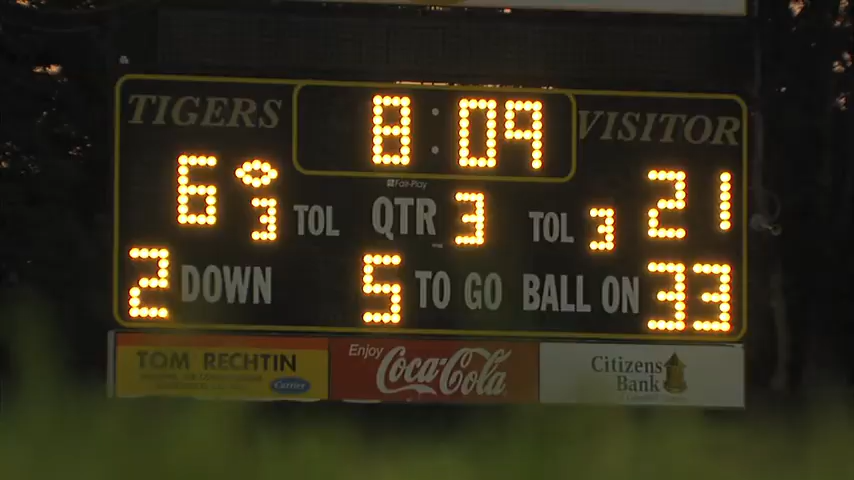 TIGERS 8:09 VISITOR
Fair-Play
6 3 TOL QTR 3 TOL 3 21
2 DOWN 5 TO GO BALL ON 33
TOM RECHTIN
Carrier
Enjoy
Coca-Cola
Citizens
Bank